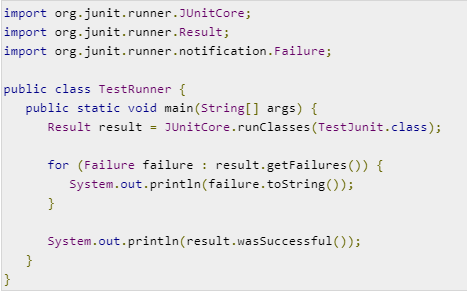 import org.junit.runner.JUnitCore;
import org.junit.runner.Result;
import org.junit.runner.notification.Failure;

public class TestRunner {
   public static void main(String[] args) {
      Result result = JUnitCore.runClasses(TestJunit.class);

      for (Failure failure : result.getFailures()) {
         System.out.println(failure.toString());
      }

      System.out.println(result.wasSuccessful());
   }
}